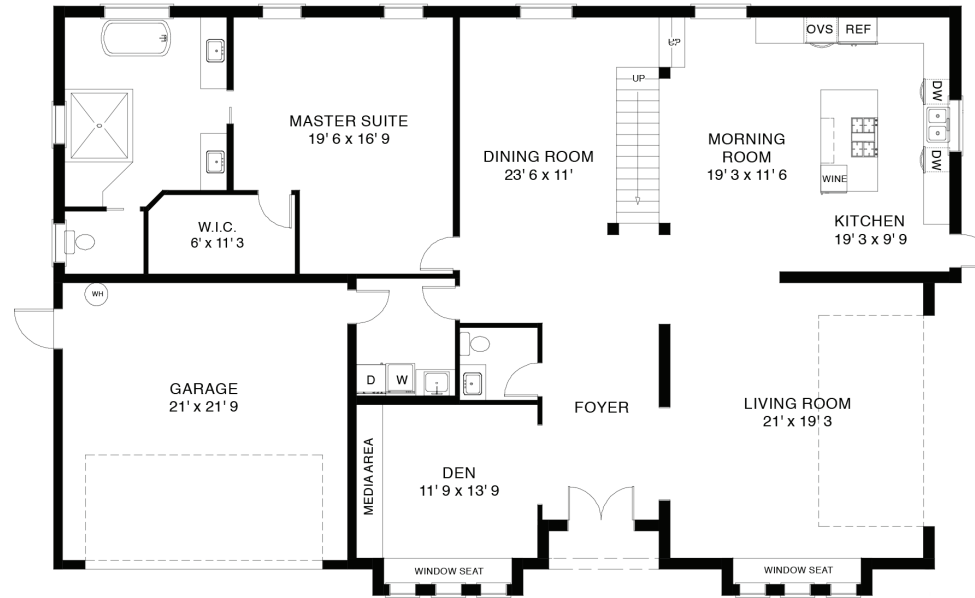 OVS
REF
UP
UP
DW
MASTER SUITE
19' 6 x 16' 9
DINING ROOM
23' 6 x 11'
MORNING
ROOM
19' 3 x 11' 6
DW
WINE
W.I.C.
6' x 11' 3
KITCHEN
19' 3 x 9' 9
WH
GARAGE
21' x 21' 9
D
W
FOYER
LIVING ROOM
21' x 19' 3
MEDIA AREA
DEN
11' 9 x 13' 9
WINDOW SEAT
WINDOW SEAT